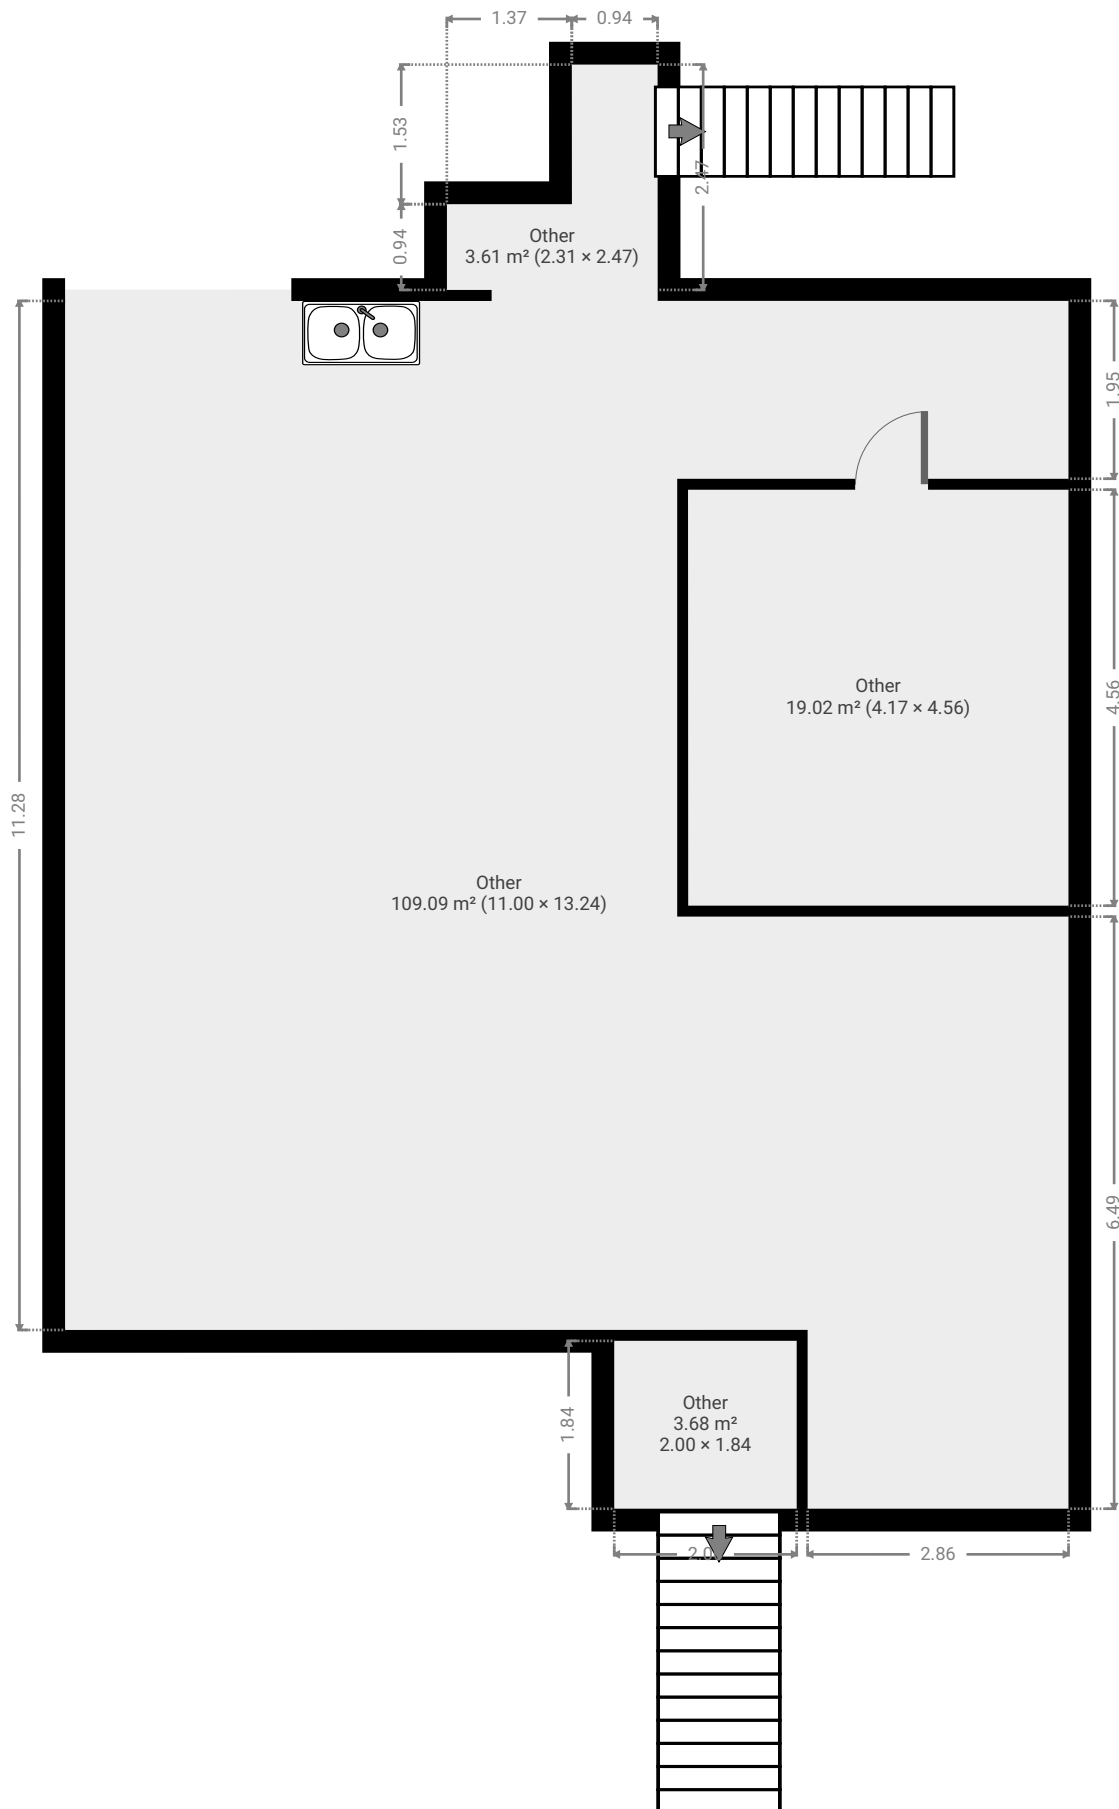 1.37
0.94
1.53
2.47
0.94
Other
3.61 m² (2.31 × 2.47)
1.95
Other
19.02 m² (4.17 × 4.56)
4.56
11.28
Other
109.09 m² (11.00 × 13.24)
6.49
Other
3.68 m²
2.00 × 1.84
1.84
2.86